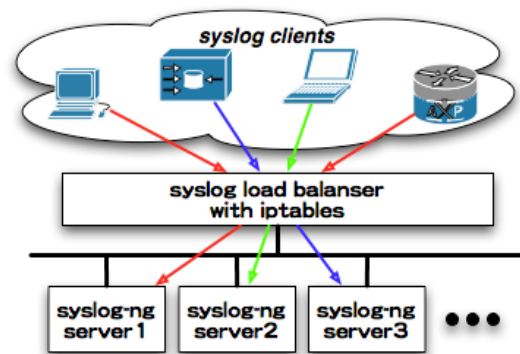 syslog clients
AXP
syslog load balanser
with iptables
syslog-ng
server1
syslog-ng
server2
syslog-ng
server3